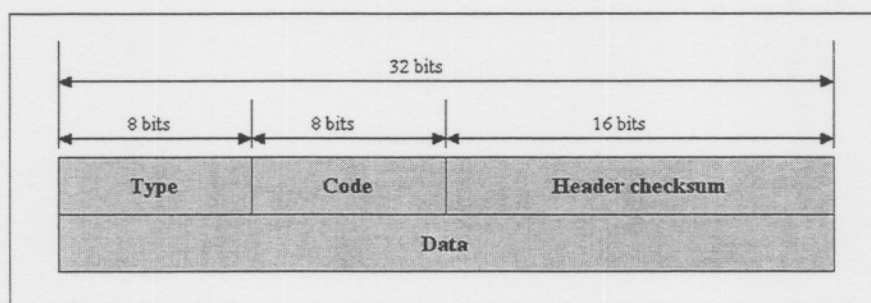 32 bits
8 bits 8 bits 16 bits
Type Code Header checksum
Data